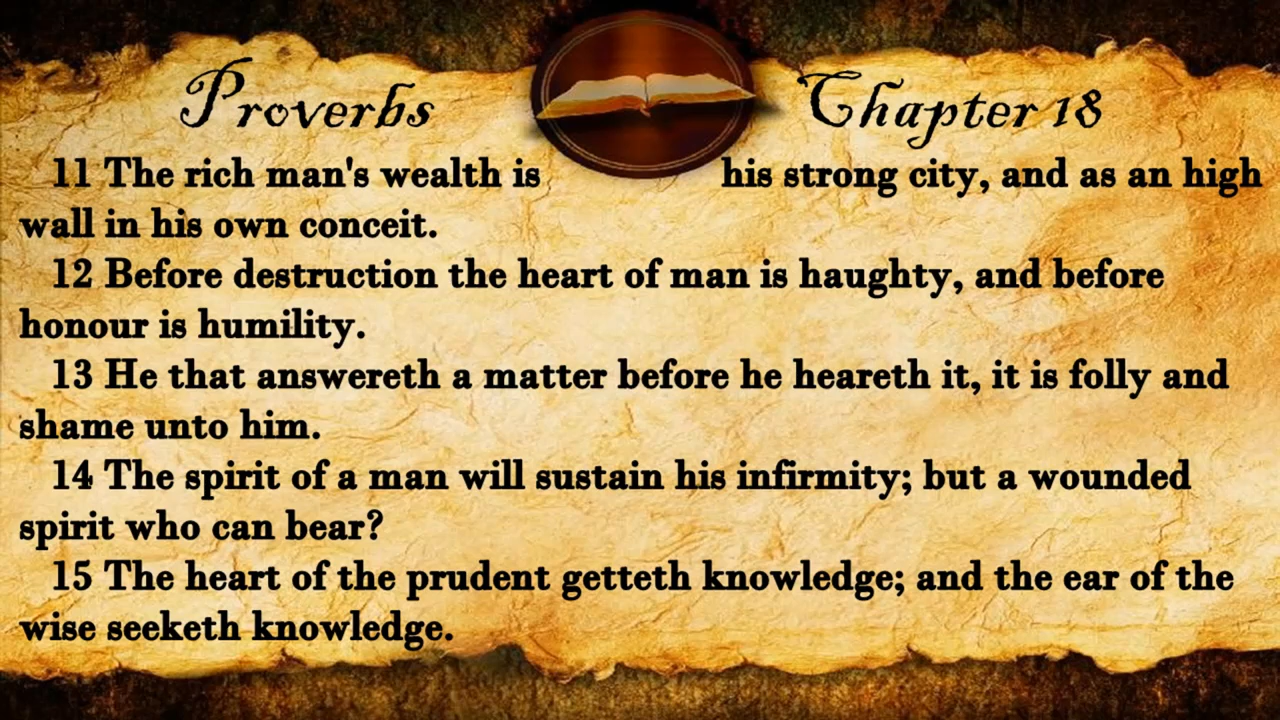 Proverbs Chapter 18
11 The rich man's wealth is his strong city, and as an high
wall in his own conceit.
12 Before destruction the heart of man is haughty, and before
honour is humility.
13 He that answereth a matter before he heareth it, it is folly and
shame unto him.
14 The spirit of a man will sustain his infirmity; but a wounded
spirit who can bear?
15 The heart of the prudent getteth knowledge; and the ear of the
wise seeketh knowledge.